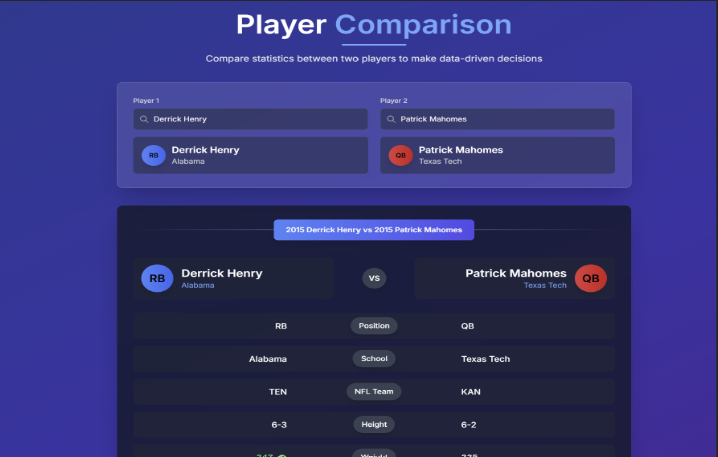 Player Comparison
Compare statistics between two players to make data-driven decisions
Player 1
Player 2
Derrick Henry
Patrick Mahomes
RB
Derrick Henry
Alabama
QB
Patrick Mahomes
Texas Tech
2015 Derrick Henry vs 2015 Patrick Mahomes
RB
Derrick Henry
Alabama
VS
Patrick Mahomes
Texas Tech
QB
RB Position QB
Alabama School Texas Tech
TEN NFL Team KAN
6-3 Height 6-2